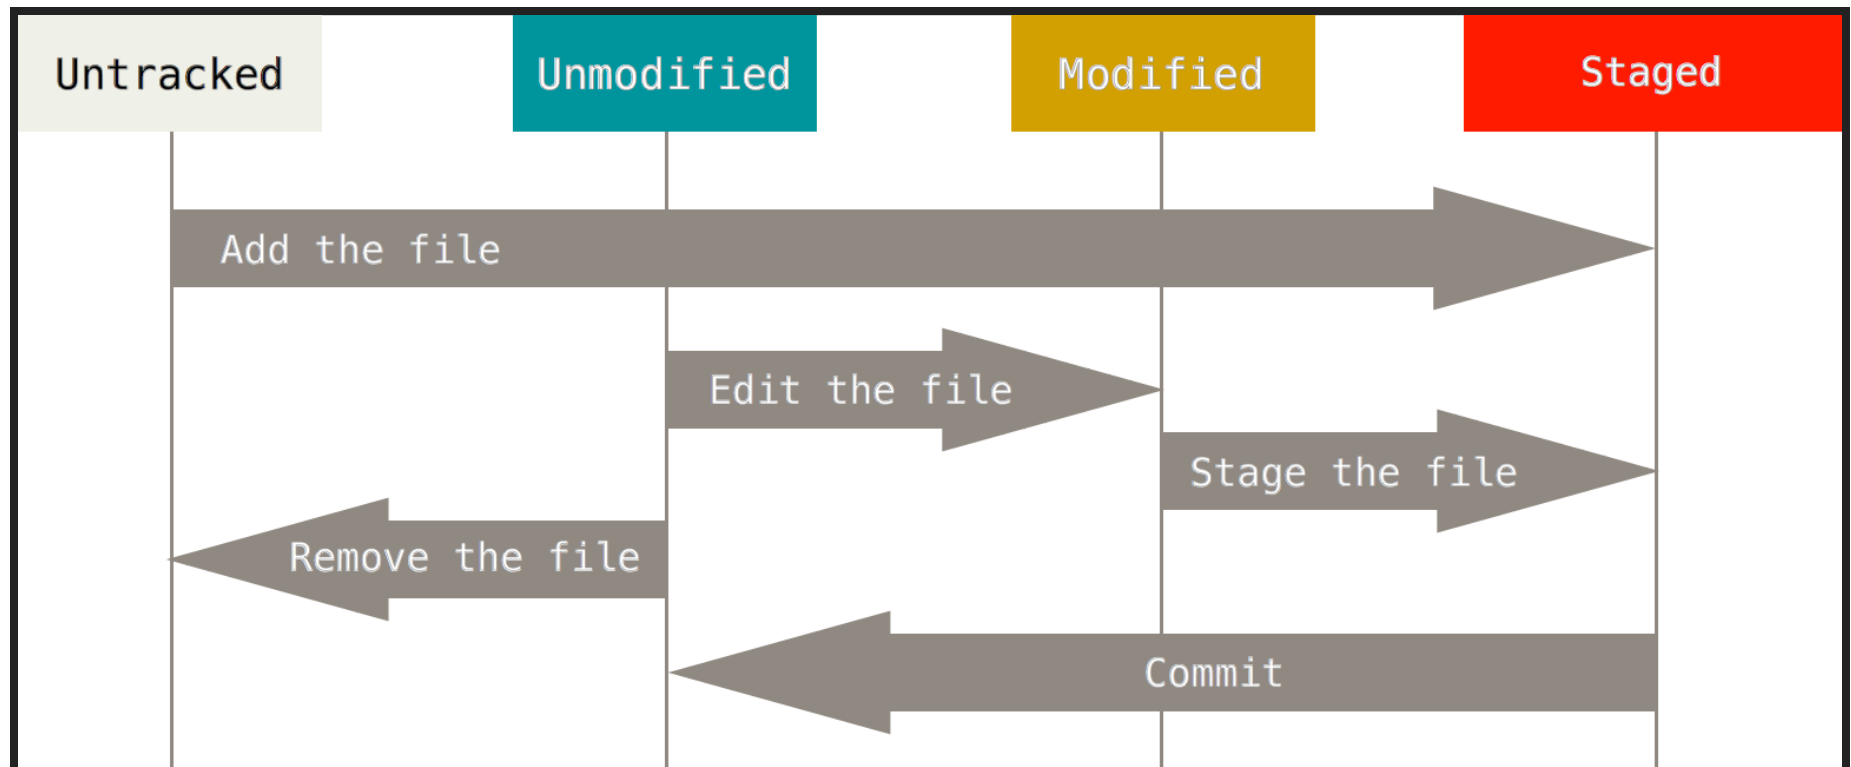 Untracked
Unmodified
Modified
Staged
Add the file
Edit the file
Stage the file
Remove the file
Commit